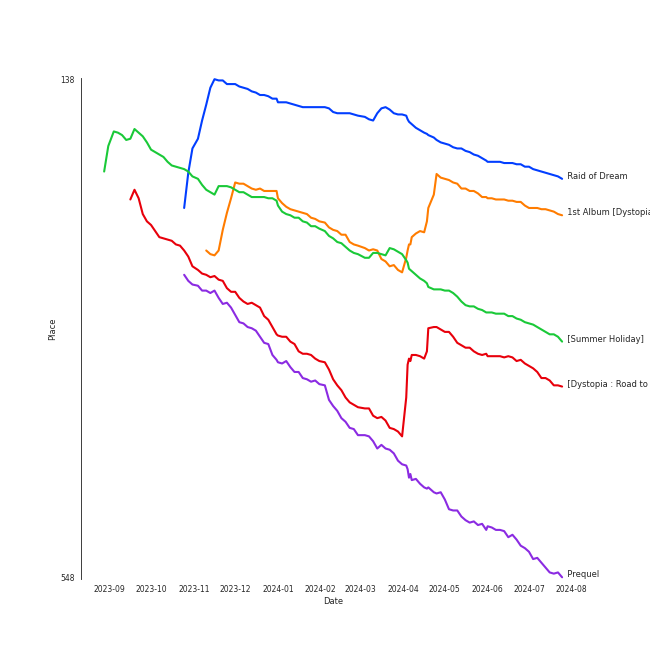 138
Raid of Dream
1st Album [Dystopia
Place
[Summer Holiday]
[Dystopia : Road to
Prequel
548
2023-09 2023-10 2023-11 2023-12 2024-01 2024-02 2024-03 2024-04 2024-05 2024-06 2024-07 2024-08
Date